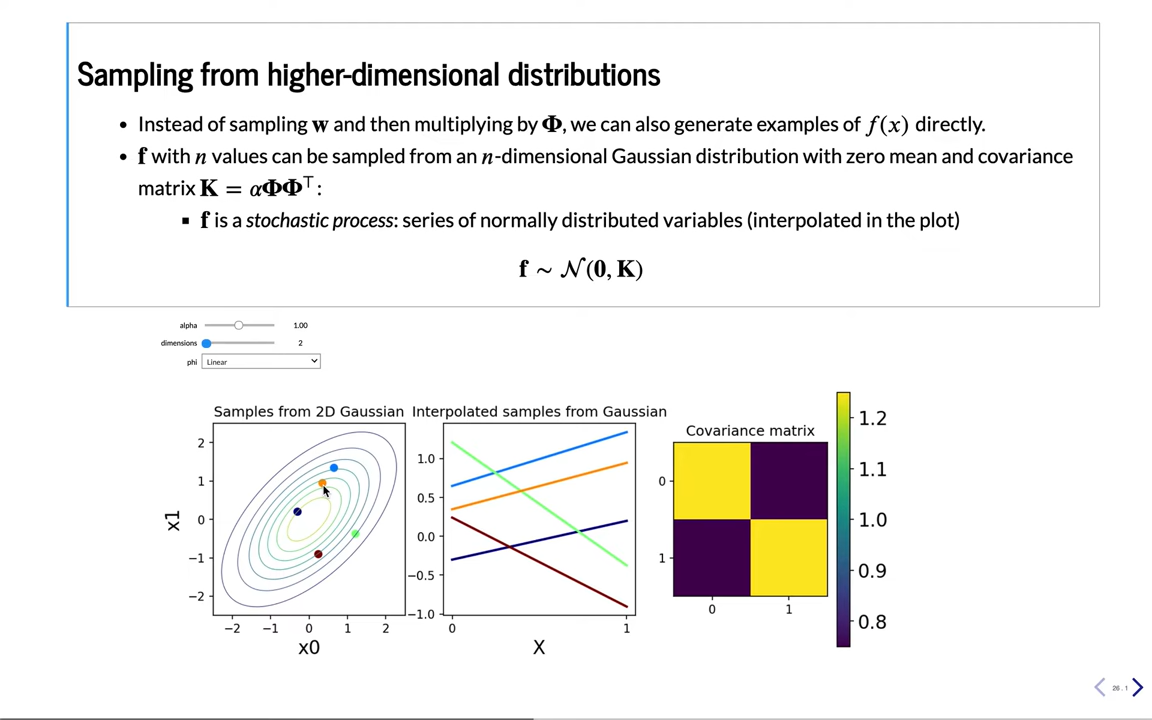 Sampling from higher-dimensional distributions
• Instead of sampling w and then multiplying by Φ, we can also generate examples of f(x) directly.
• f with n values can be sampled from an n-dimensional Gaussian distribution with zero mean and covariance
matrix K = αΦΦ⊤:
▪ f is a stochastic process: series of normally distributed variables (interpolated in the plot)
f ∼ 𝒩(0, K)
alpha 1.00
dimensions 2
phi Linear
Samples from 2D Gaussian
2
1
0
−1
−2
x1
−2 −1 0 1 2
x0
Interpolated samples from Gaussian
1.0
0.5
0.0
−0.5
−1.0
0 1
X
Covariance matrix
0
1
0 1
1.2
1.1
1.0
0.9
0.8
26 . 1